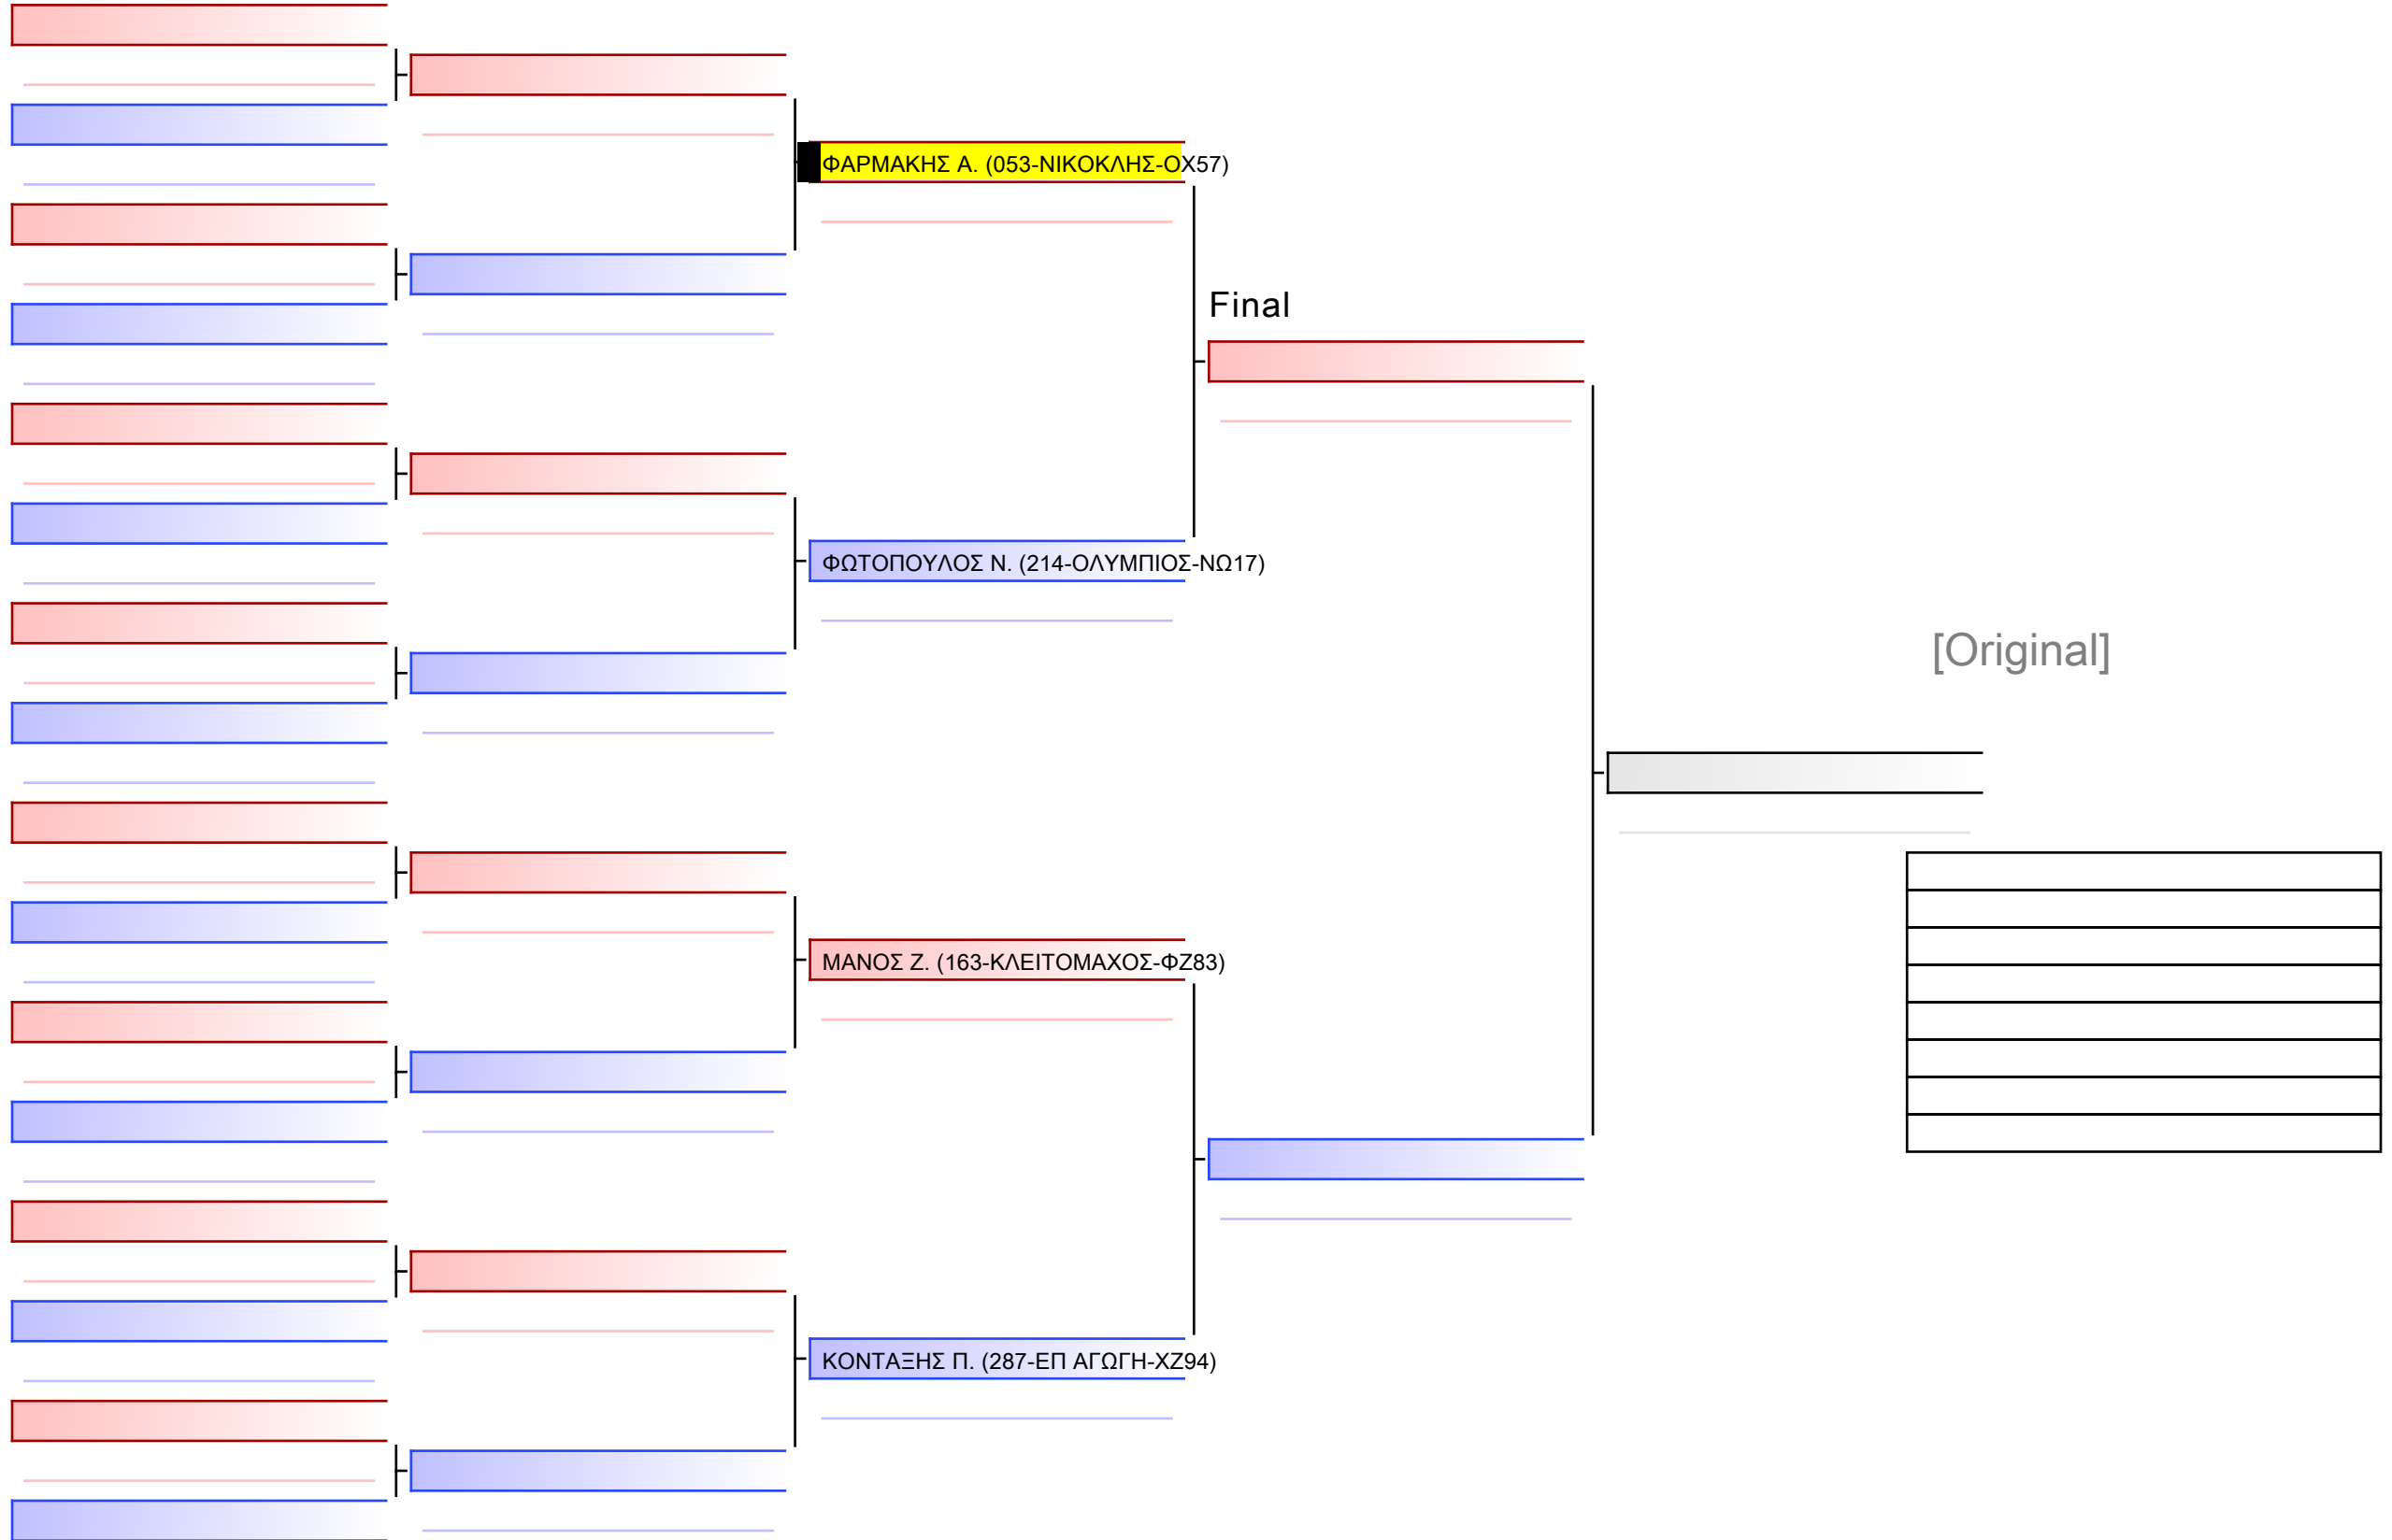 ΦΑΡΜΑΚΗΣ Α. (053-ΝΙΚΟΚΛΗΣ-ΟΧ57)
Final
ΦΩΤΟΠΟΥΛΟΣ Ν. (214-ΟΛΥΜΠΙΟΣ-ΝΩ17)
[Original]
ΜΑΝΟΣ Ζ. (163-ΚΛΕΙΤΟΜΑΧΟΣ-ΦΖ83)
ΚΟΝΤΑΞΗΣ Π. (287-ΕΠ ΑΓΩΓΗ-ΧΖ94)